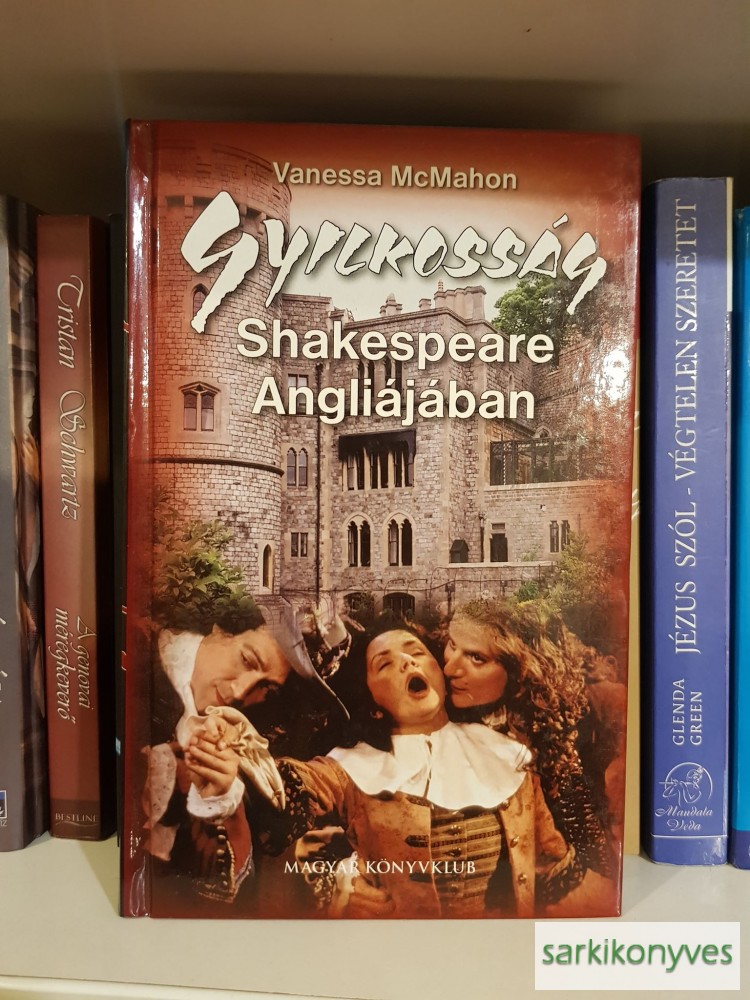 Vanessa McMahon
Gyilkosság
Shakespeare
Angliájában
MAGYAR KÖNYVKLUB
Tristan Schwartz
A genovai
méregkeverő
BESTLINE
GLENDA
GREEN
JÉZUS SZÓL - VÉGTELEN SZERETET
Mandala
Véda
sarkikonyves